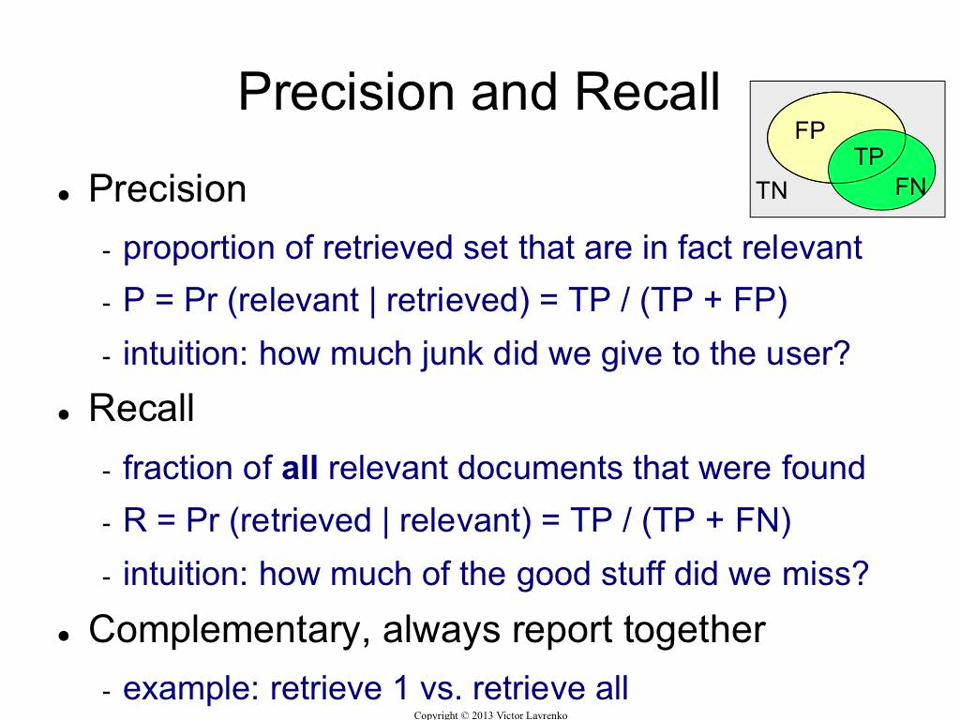 Precision and Recall
FP
TP
TN
FN
● Precision
- proportion of retrieved set that are in fact relevant
- P = Pr (relevant | retrieved) = TP / (TP + FP)
- intuition: how much junk did we give to the user?
● Recall
- fraction of all relevant documents that were found
- R = Pr (retrieved | relevant) = TP / (TP + FN)
- intuition: how much of the good stuff did we miss?
● Complementary, always report together
- example: retrieve 1 vs. retrieve all
Copyright © 2013 Victor Lavrenko